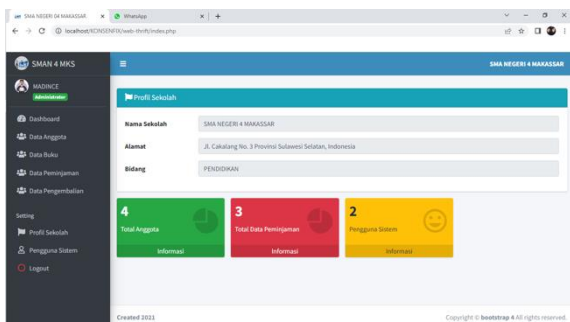 SMA NEGERI 04 MAKASSAR
WhatsApp
localhost/KONSENFIX/web-thrift/index.php
SMAN 4 MKS
SMA NEGERI 4 MAKASSAR
MADINCE
Administrator
Dashboard
Data Anggota
Data Buku
Data Peminjaman
Data Pengembalian
Setting
Profil Sekolah
Pengguna Sistem
Logout
Profil Sekolah
Nama Sekolah
SMA NEGERI 4 MAKASSAR
Alamat
Jl. Cakalang No. 3 Provinsi Sulawesi Selatan, Indonesia
Bidang
PENDIDIKAN
4
Total Anggota
Informasi
3
Total Data Peminjaman
Informasi
2
Pengguna Sistem
Informasi
Created 2021
Copyright © bootstrap 4 All rights reserved.